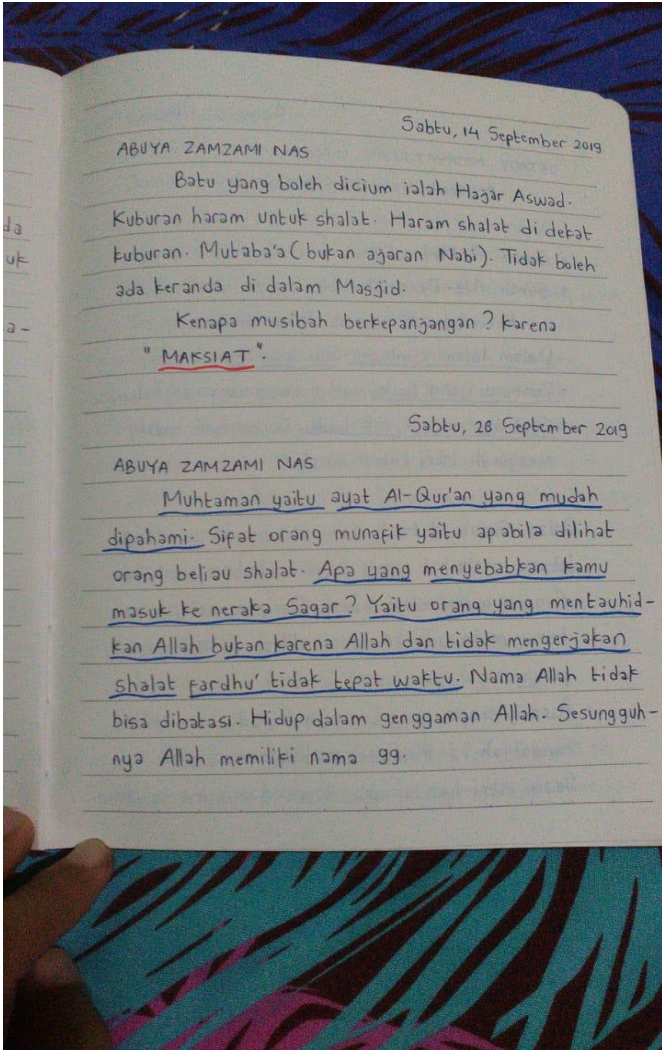 Sabtu, 14 September 2019
ABUYA ZAMZAMI NAS
Batu yang boleh dicium ialah Hajar Aswad.
Kuburan haram untuk shalat. Haram shalat di dekat
kuburan. Mutaba'a (bukan ajaran Nabi). Tidak boleh
ada keranda di dalam Masjid.
Kenapa musibah berkepanjangan? Karena
"MAKSIAT".
Sabtu, 28 September 2019
ABUYA ZAMZAMI NAS
Muhtaman yaitu ayat Al-Qur'an yang mudah
dipahami. Sifat orang munafik yaitu apabila dilihat
orang beliau shalat. Apa yang menyebabkan kamu
masuk ke neraka Saqar? Yaitu orang yang mentauhid-
kan Allah bukan karena Allah dan tidak mengerjakan
shalat fardhu' tidak tepat waktu. Nama Allah tidak
bisa dibatasi. Hidup dalam genggaman Allah. Sesungguh-
nya Allah memiliki nama 99.
da
uk
a-